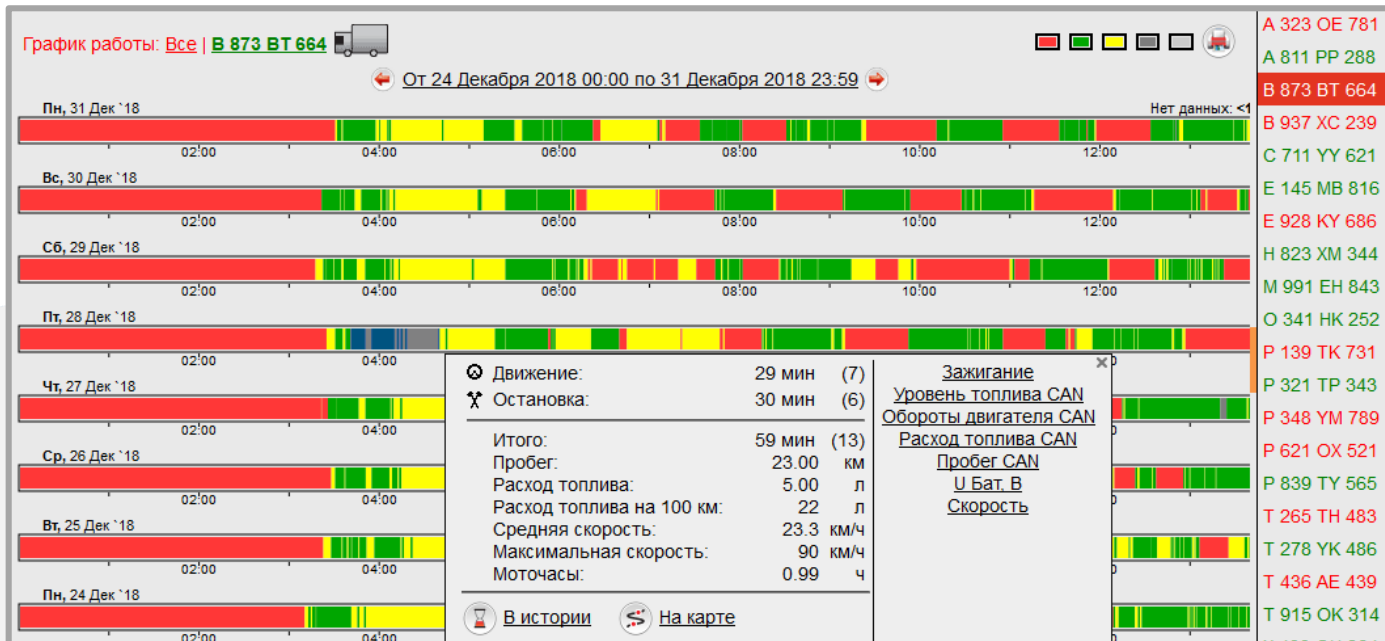 График работы: Все | В 873 ВТ 664
От 24 Декабря 2018 00:00 по 31 Декабря 2018 23:59
Пн, 31 Дек `18
Нет данных: <1
02:00 04:00 06:00 08:00 10:00 12:00
Вс, 30 Дек `18
02:00 04:00 06:00 08:00 10:00 12:00
Сб, 29 Дек `18
02:00 04:00 06:00 08:00 10:00 12:00
Пт, 28 Дек `18
02:00 04:00
Чт, 27 Дек `18
02:00 04:00
Ср, 26 Дек `18
02:00 04:00
Вт, 25 Дек `18
02:00 04:00
Пн, 24 Дек `18
02:00 04:00
Движение: 29 мин (7)
Остановка: 30 мин (6)
Итого: 59 мин (13)
Пробег: 23.00 км
Расход топлива: 5.00 л
Расход топлива на 100 км: 22 л
Средняя скорость: 23.3 км/ч
Максимальная скорость: 90 км/ч
Моточасы: 0.99 ч
В истории На карте
Зажигание
Уровень топлива CAN
Обороты двигателя CAN
Расход топлива CAN
Пробег CAN
U Бат, В
Скорость
А 323 ОЕ 781
А 811 РР 288
В 873 ВТ 664
В 937 ХС 239
С 711 УУ 621
Е 145 МВ 816
Е 928 КУ 686
Н 823 ХМ 344
М 991 ЕН 843
О 341 НК 252
Р 139 ТК 731
Р 321 ТР 343
Р 348 УМ 789
Р 621 ОХ 521
Р 839 ТУ 565
Т 265 ТН 483
Т 278 УК 486
Т 436 АЕ 439
Т 915 ОК 314